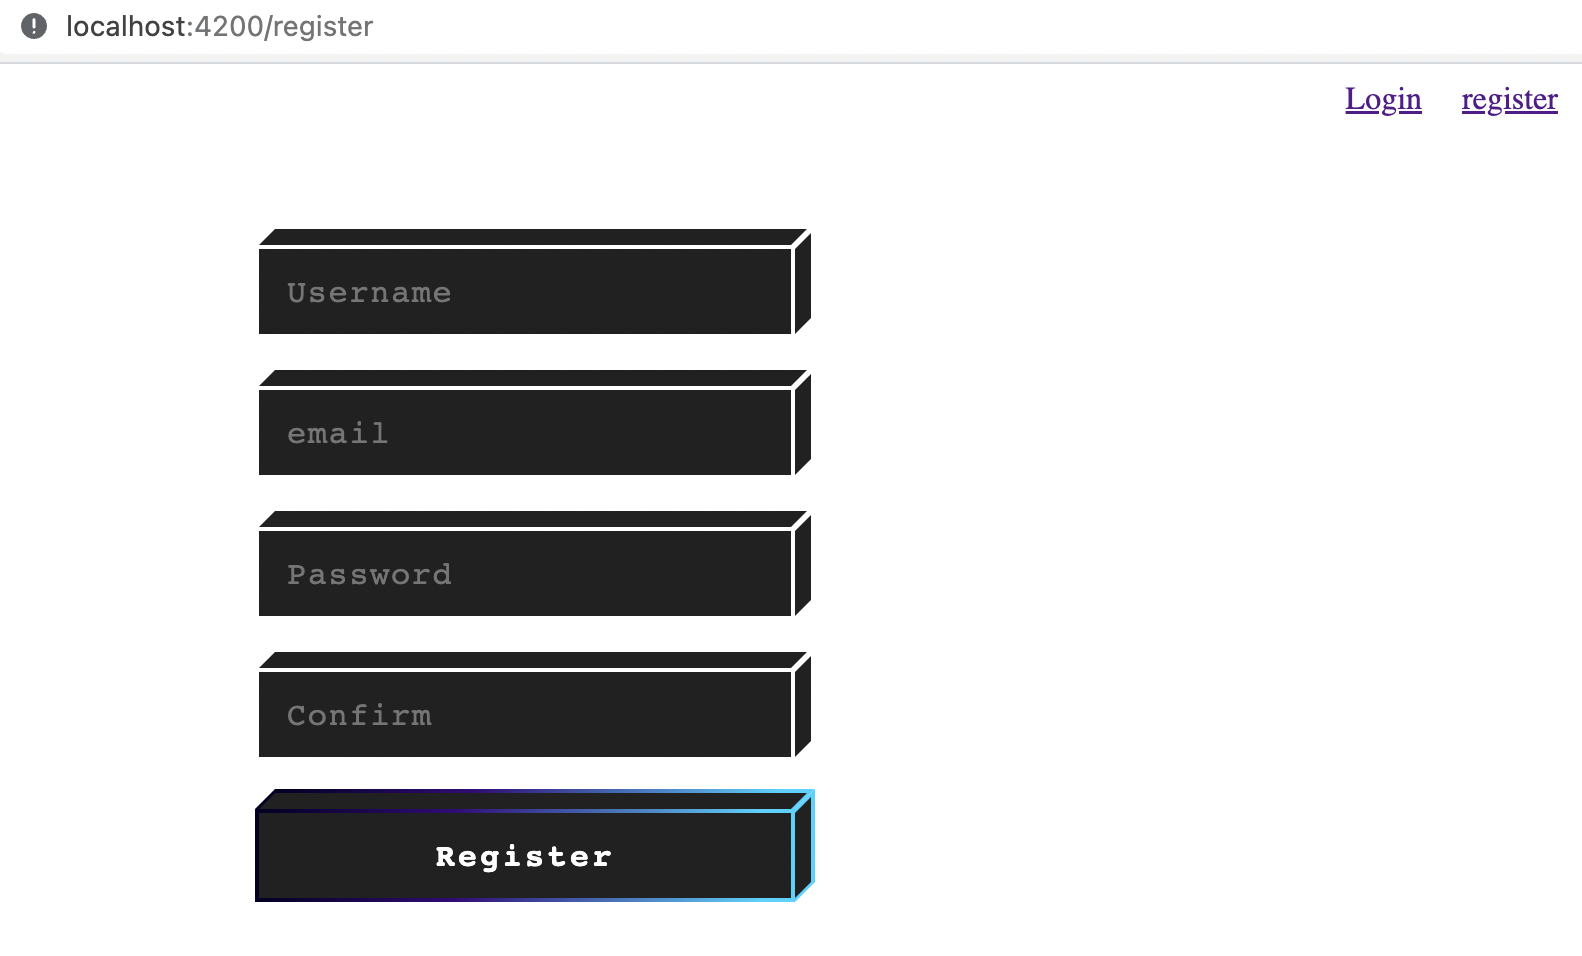 localhost:4200/register
Login register
Username
email
Password
Confirm
Register